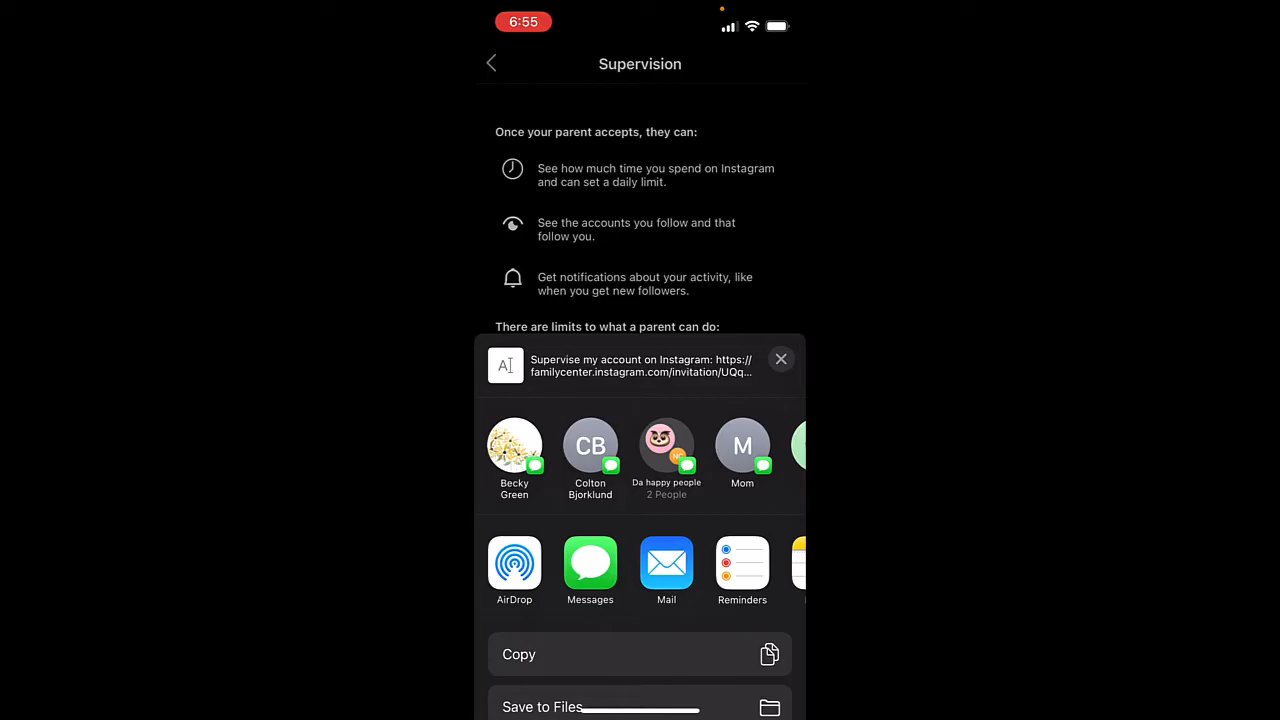 6:55
Supervision
Once your parent accepts, they can:
See how much time you spend on Instagram
and can set a daily limit.
See the accounts you follow and that
follow you.
Get notifications about your activity, like
when you get new followers.
There are limits to what a parent can do:
A
Supervise my account on Instagram: https://
familycenter.instagram.com/invitation/UQq...
CB
M
Becky
Green
Colton
Bjorklund
Da happy people
2 People
Mom
AirDrop
Messages
Mail
Reminders
Copy
Save to Files